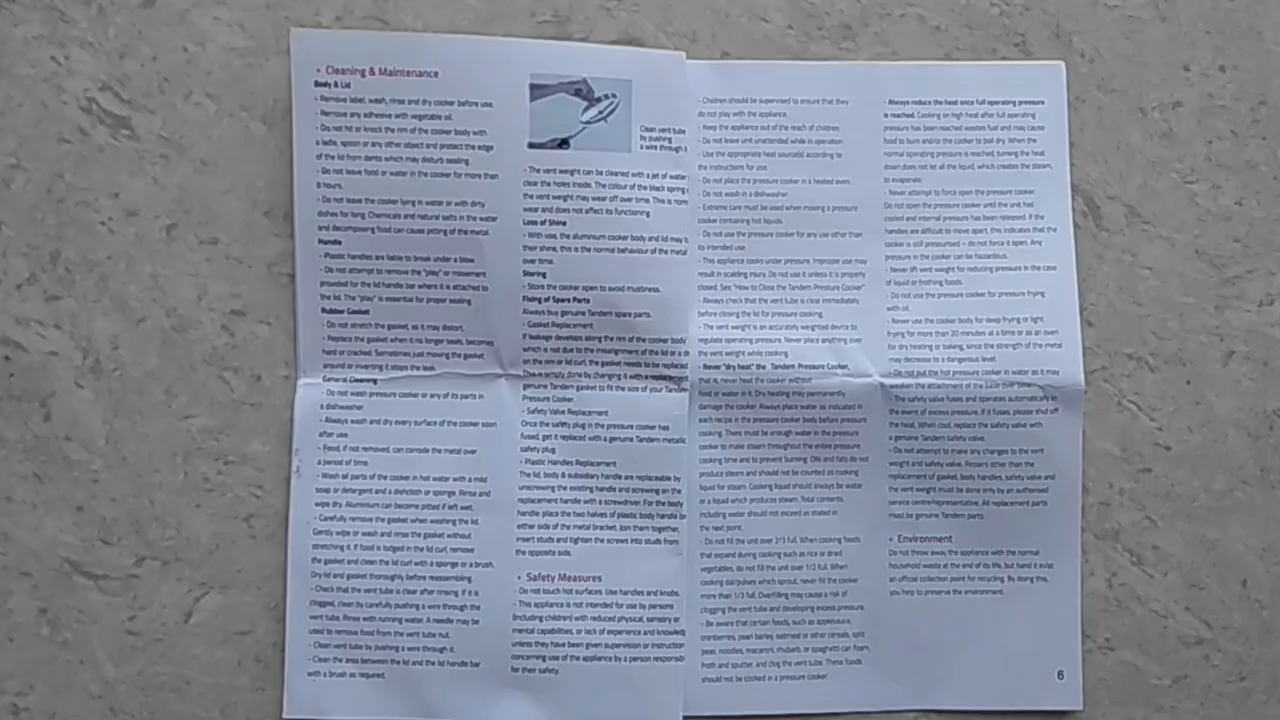 • Cleaning & Maintenance
Body & Lid
- Remove label, wash, rinse and dry cooker before use.
- Remove any adhesive with vegetable oil.
- Do not hit or knock the rim of the cooker body with
a ladle, spoon or any other object and protect the edge
of the lid from dents which may disturb sealing.
- Do not leave food or water in the cooker for more than
8 hours.
- Do not leave the cooker lying in water or with dirty
dishes for long. Chemicals and natural salts in the water
and decomposing food can cause pitting of the metal.
Handle
- Plastic handles are liable to break under a blow.
- Do not attempt to remove the "play" or movement
provided for the lid handle bar where it is attached to
the lid. The "play" is essential for proper sealing.
Rubber Gasket
- Do not stretch the gasket, as it may distort.
- Replace the gasket when it no longer seals, becomes
hard or cracked. Sometimes just moving the gasket
around or inverting it stops the leak.
General Cleaning
- Do not wash pressure cooker or any of its parts in
a dishwasher.
- Always wash and dry every surface of the cooker soon
after use.
- Food, if not removed, can corrode the metal over
a period of time.
- Wash all parts of the cooker in hot water with a mild
soap or detergent and a dishcloth or sponge. Rinse and
wipe dry. Aluminium can become pitted if left wet.
- Carefully remove the gasket when washing the lid.
Gently wipe or wash and rinse the gasket without
stretching it. If food is lodged in the lid curl, remove
the gasket and clean the lid curl with a sponge or a brush.
Dry lid and gasket thoroughly before reassembling.
- Check that the vent tube is clear after rinsing. If it is
clogged, clean by carefully pushing a wire through the
vent tube. Rinse with running water. A needle may be
used to remove food from the vent tube nut.
- Clean vent tube by pushing a wire through it.
- Clean the area between the lid and the lid handle bar
with a brush as required.
Clean vent tube
by pushing
a wire through
- The vent weight can be cleaned with a jet of water
clear the holes inside. The colour of the black spring
the vent weight may wear off over time. This is
wear and does not affect its functioning.
Loss of Shine
- With use, the aluminium cooker body and lid may
their shine, this is the normal behaviour of the metal
over time.
Storing
- Store the cooker open to avoid mustiness.
Fixing of Spare Parts
Always buy genuine Tandem spare parts.
- Gasket Replacement
If leakage develops along the rim of the cooker body
which is not due to the misalignment of the lid or a
on the rim or lid curl, the gasket needs to be replaced
This is simply done by changing it with a replacement
genuine Tandem gasket to fit the size of your Tandem
Pressure Cooker.
- Safety Valve Replacement
Once the safety plug in the pressure cooker has
fused, get it replaced with a genuine Tandem metallic
safety plug.
- Plastic Handles Replacement
The lid, body & subsidiary handle are replaceable by
unscrewing the existing handle and screwing on the
replacement handle with a screwdriver. For the body
handle place the two halves of plastic body handle
either side of the metal bracket. Join them together,
insert studs and tighten the screws into studs from
the opposite side.
• Safety Measures
- Do not touch hot surfaces. Use handles and knobs.
- This appliance is not intended for use by persons
(including children) with reduced physical, sensory or
mental capabilities, or lack of experience and
unless they have been given supervision or instruction
concerning use of the appliance by a person
for their safety.
- Children should be supervised to ensure that they
do not play with the appliance.
- Keep the appliance out of the reach of children.
- Do not leave unit unattended while in operation.
- Use the appropriate heat source(s) according to
the instructions for use.
- Do not place the pressure cooker in a heated oven.
- Do not wash in a dishwasher.
- Extreme care must be used when moving a pressure
cooker containing hot liquids.
- Do not use the pressure cooker for any use other than
its intended use.
- This appliance cooks under pressure. Improper use may
result in scalding injury. Do not use it unless it is properly
closed. See "How to Close the Tandem Pressure Cooker"
- Always check that the vent tube is clear immediately
before closing the lid for pressure cooking.
- The vent weight is an accurately weighted device to
regulate operating pressure. Never place anything over
the vent weight while cooking.
- Never "dry heat" the Tandem Pressure Cooker,
that is, never heat the cooker without
food or water in it. Dry heating may permanently
damage the cooker. Always place water as indicated in
each recipe in the pressure cooker body before pressure
cooking. There must be enough water in the pressure
cooker to make steam throughout the entire pressure
cooking time and to prevent burning. Oils and fats do not
produce steam and should not be counted as cooking
liquid for steam. Cooking liquid should always be water
or a liquid which produces steam. Total contents
including water should not exceed as stated in
the next point.
- Do not fill the unit over 2/3 full. When cooking foods
that expand during cooking such as rice or dried
vegetables, do not fill the unit over 1/2 full. When
cooking dal/pulses which sprout, never fill the cooker
more than 1/3 full. Overfilling may cause a risk of
clogging the vent tube and developing excess pressure.
- Be aware that certain foods, such as applesauce,
cranberries, pearl barley, oatmeal or other cereals, split
peas, noodles, macaroni, rhubarb, or spaghetti can foam,
froth and sputter, and clog the vent tube. These foods
should not be cooked in a pressure cooker.
- Always reduce the heat once full operating pressure
is reached. Cooking on high heat after full operating
pressure has been reached wastes fuel and may cause
food to burn and/or the cooker to boil dry. When the
normal operating pressure is reached, turning the heat
down does not let all the liquid, which creates the steam,
to evaporate.
- Never attempt to force open the pressure cooker.
Do not open the pressure cooker until the unit has
cooled and internal pressure has been released. If the
handles are difficult to move apart, this indicates that the
cooker is still pressurised – do not force it open. Any
pressure in the cooker can be hazardous.
- Never lift vent weight for reducing pressure in the case
of liquid or frothing foods.
- Do not use the pressure cooker for pressure frying
with oil.
- Never use the cooker body for deep frying or light
frying for more than 20 minutes at a time or as an oven
for dry heating or baking, since the strength of the metal
may decrease to a dangerous level.
- Do not put the hot pressure cooker in water as it may
weaken the attachment of the base over time.
- The safety valve fuses and operates automatically in
the event of excess pressure. If it fuses, please shut off
the heat. When cool, replace the safety valve with
a genuine Tandem safety valve.
- Do not attempt to make any changes to the vent
weight and safety valve. Repairs other than the
replacement of gasket, body handles, safety valve and
the vent weight must be done only by an authorised
service centre/representative. All replacement parts
must be genuine Tandem parts.
• Environment
Do not throw away the appliance with the normal
household waste at the end of its life, but hand it in at
an official collection point for recycling. By doing this,
you help to preserve the environment.
6